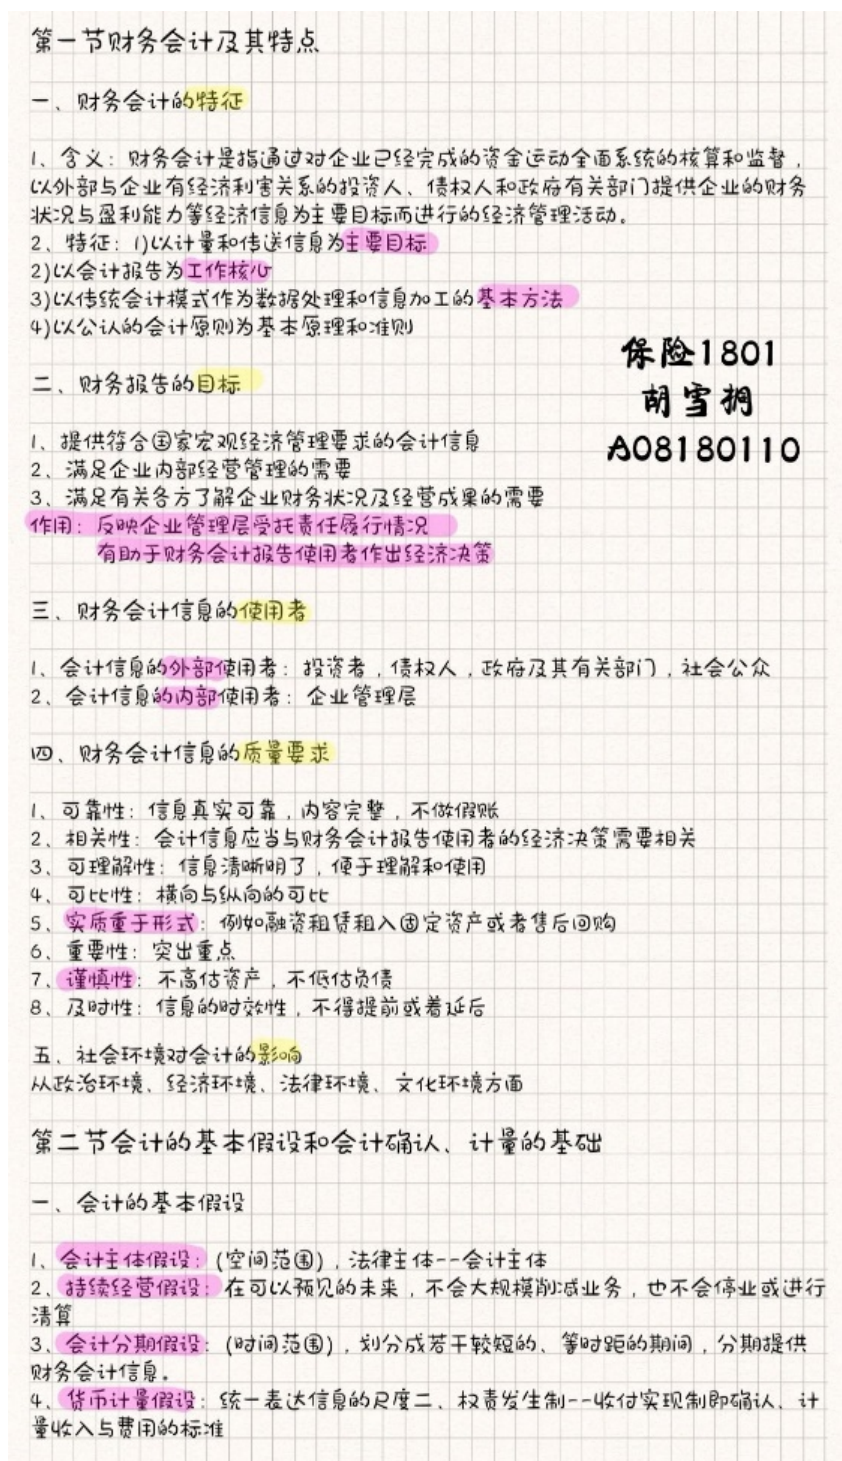 第一节财务会计及其特点
一、财务会计的特征
1、含义：财务会计是指通过对企业已经完成的资金运动全面系统的核算和监督，
以外部与企业有经济利害关系的投资人、债权人和政府有关部门提供企业的财务
状况与盈利能力等经济信息为主要目标而进行的经济管理活动。
2、特征：1)以计量和传送信息为主要目标
2)以会计报告为工作核心
3)以传统会计模式作为数据处理和信息加工的基本方法
4)以公认的会计原则为基本原理和准则
保险1801
胡雪拥
A08180110
二、财务报告的目标
1、提供符合国家宏观经济管理要求的会计信息
2、满足企业内部经营管理的需要
3、满足有关各方了解企业财务状况及经营成果的需要
作用：反映企业管理层受托责任履行情况
有助于财务会计报告使用者作出经济决策
三、财务会计信息的使用者
1、会计信息的外部使用者：投资者，债权人，政府及其有关部门，社会公众
2、会计信息的内部使用者：企业管理层
四、财务会计信息的质量要求
1、可靠性：信息真实可靠，内容完整，不做假账
2、相关性：会计信息应当与财务会计报告使用者的经济决策需要相关
3、可理解性：信息清晰明了，便于理解和使用
4、可比性：横向与纵向的可比
5、实质重于形式：例如融资租赁租入固定资产或者售后回购
6、重要性：突出重点
7、谨慎性：不高估资产，不低估负债
8、及时性：信息的时效性，不得提前或着延后
五、社会环境对会计的影响
从政治环境、经济环境、法律环境、文化环境方面
第二节会计的基本假设和会计确认、计量的基础
一、会计的基本假设
1、会计主体假设：(空间范围)，法律主体--会计主体
2、持续经营假设：在可以预见的未来，不会大规模削减业务，也不会停业或进行
清算
3、会计分期假设：(时间范围)，划分成若干较短的、等时距的期间，分期提供
财务会计信息。
4、货币计量假设：统一表达信息的尺度二、权责发生制--收付实现制即确认、计
量收入与费用的标准